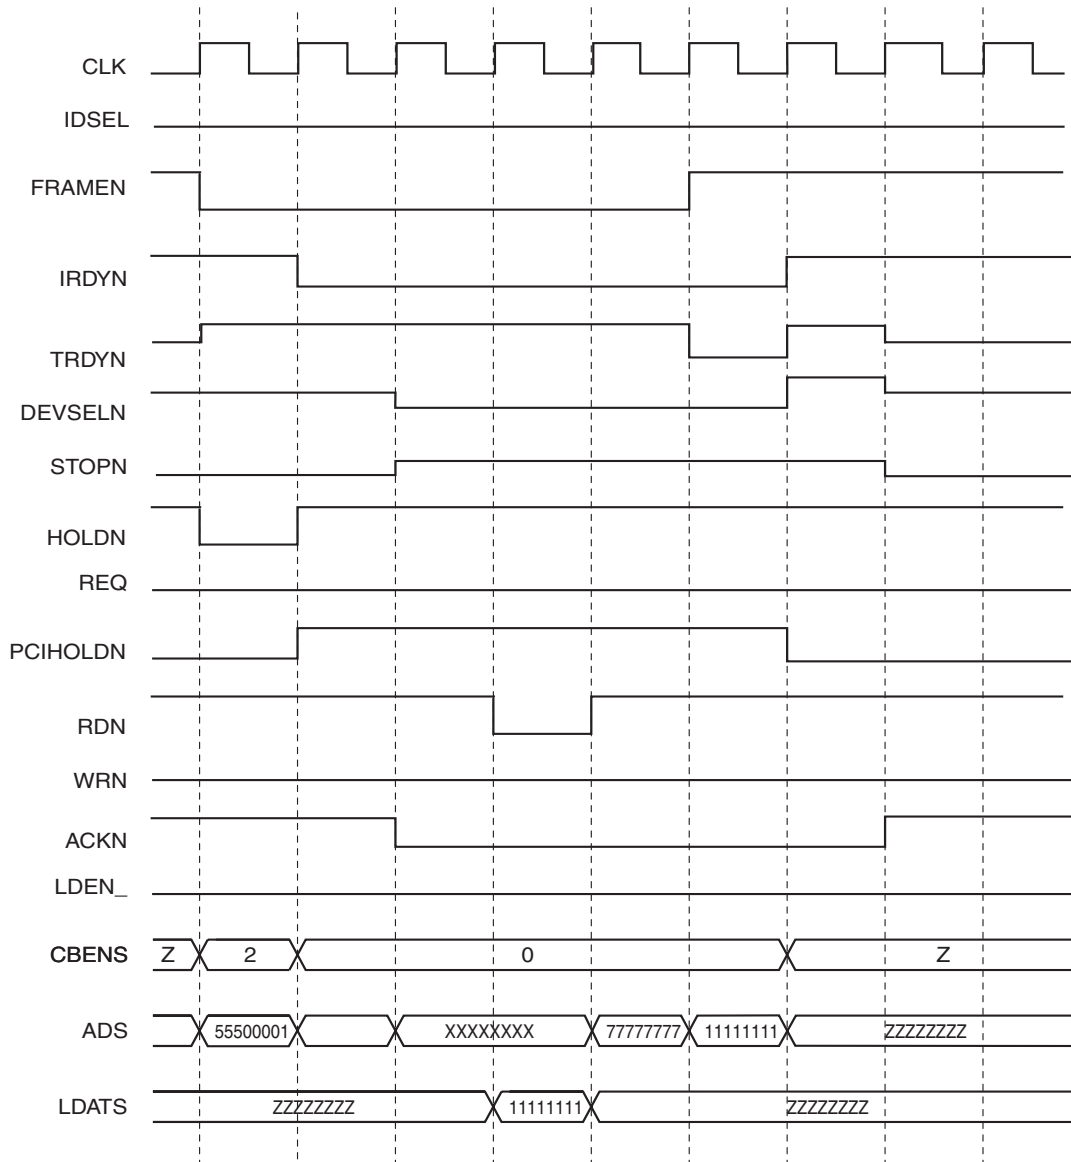 CLK
IDSEL
FRAMEN
IRDYN
TRDYN
DEVSELN
STOPN
HOLDN
REQ
PCIHOLDN
RDN
WRN
ACKN
LDEN_
CBENS Z 2 0 Z
ADS 55500001 XXXXXXXX 77777777 11111111 ZZZZZZZZ
LDATS ZZZZZZZZ 11111111 ZZZZZZZZ